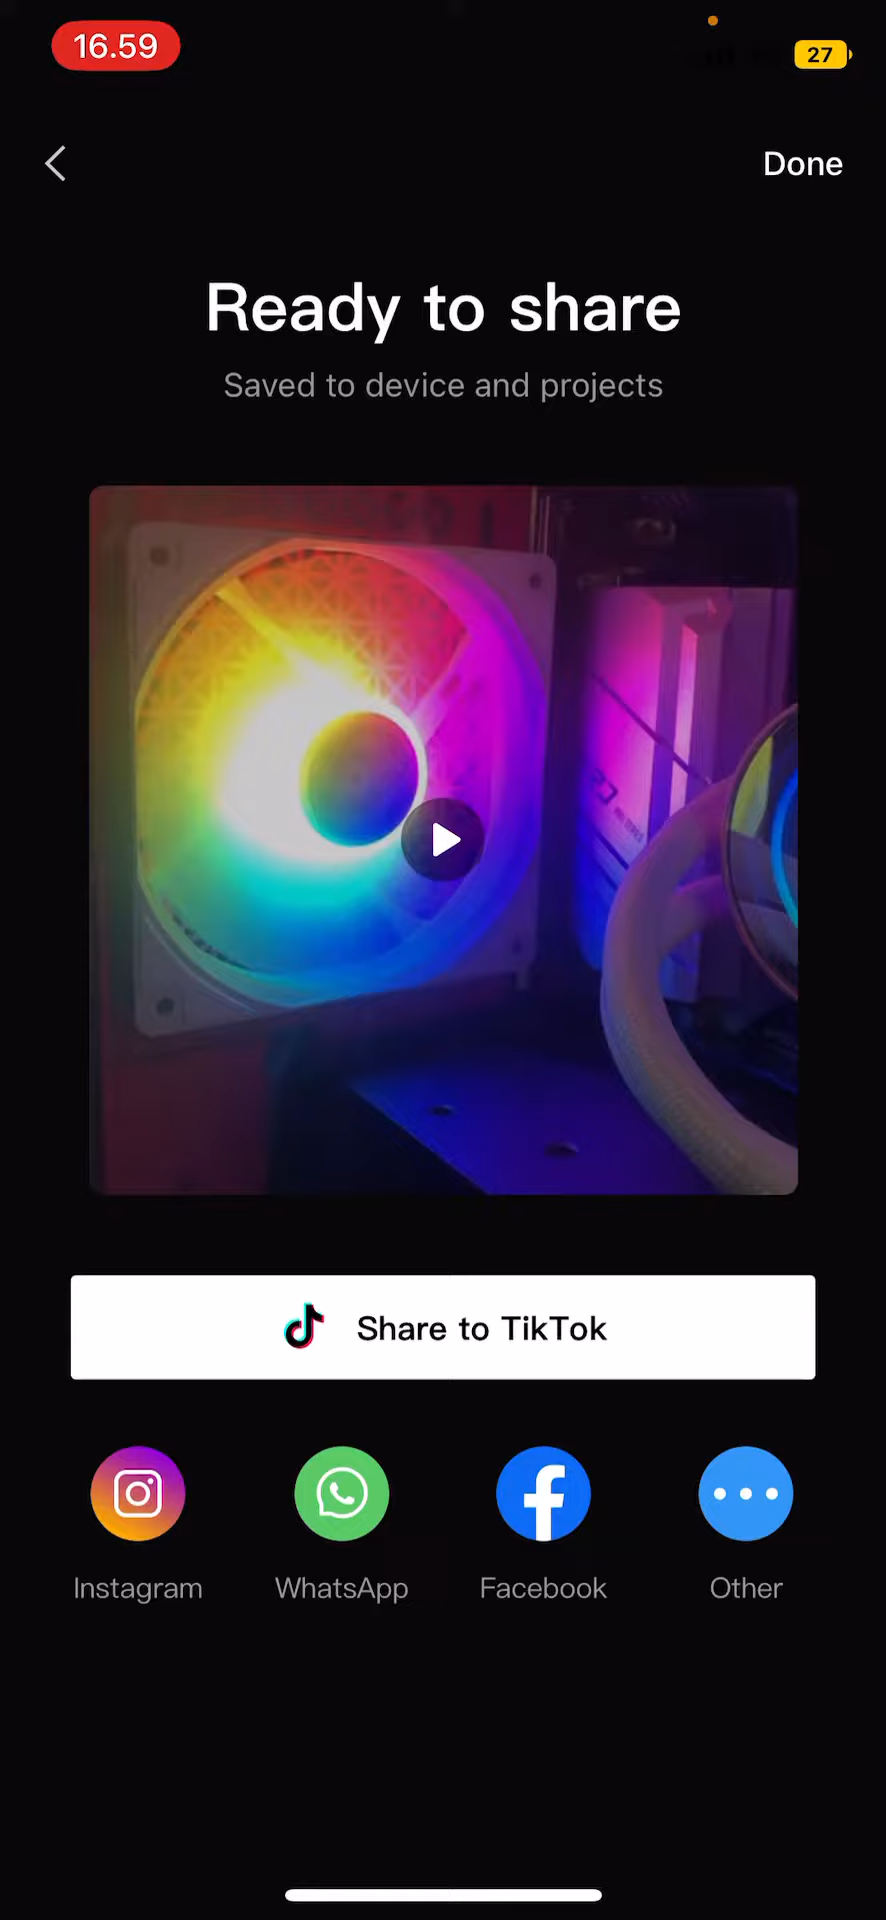 16.59
27
Done
Ready to share
Saved to device and projects
Share to TikTok
Instagram
WhatsApp
Facebook
Other